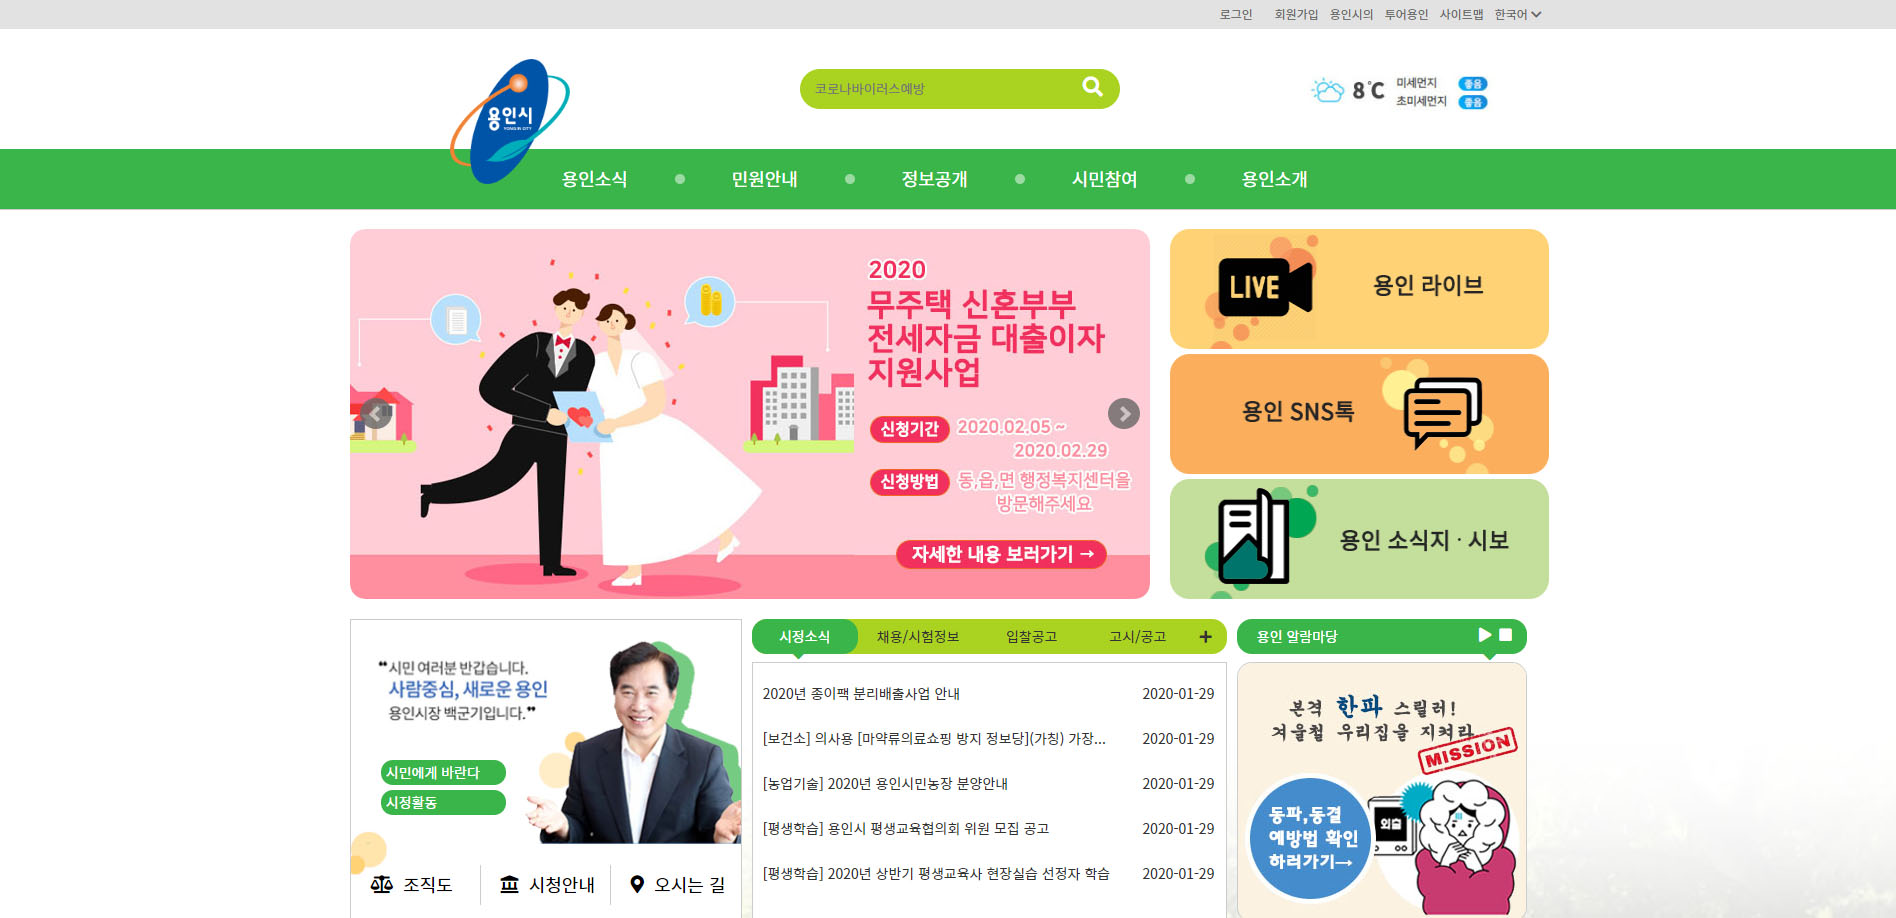 로그인 회원가입 용인시의 투어용인 사이트맵 한국어
용인시
YONG IN CITY
코로나바이러스예방
8°C
미세먼지 좋음
초미세먼지 좋음
용인소식 민원안내 정보공개 시민참여 용인소개
2020
무주택 신혼부부
전세자금 대출이자
지원사업
신청기간 2020.02.05 ~
2020.02.29
신청방법 동,읍,면 행정복지센터을
방문해주세요
자세한 내용 보러가기 →
LIVE 용인 라이브
용인 SNS톡
용인 소식지 · 시보
❝시민 여러분 반갑습니다.
사람중심, 새로운 용인
용인시장 백군기입니다.❞
시민에게 바란다
시정활동
조직도 시청안내 오시는 길
시정소식 채용/시험정보 입찰공고 고시/공고 +
2020년 종이팩 분리배출사업 안내 2020-01-29
[보건소] 의사용 [마약류의료쇼핑 방지 정보망](가칭) 가장... 2020-01-29
[농업기술] 2020년 용인시민농장 분양안내 2020-01-29
[평생학습] 용인시 평생교육협의회 위원 모집 공고 2020-01-29
[평생학습] 2020년 상반기 평생교육사 현장실습 선정자 학습 2020-01-29
용인 알람마당
본격 한파 스릴러!
겨울철 우리집을 지켜라
MISSION
동파,동결
예방법 확인
하러가기→
외출